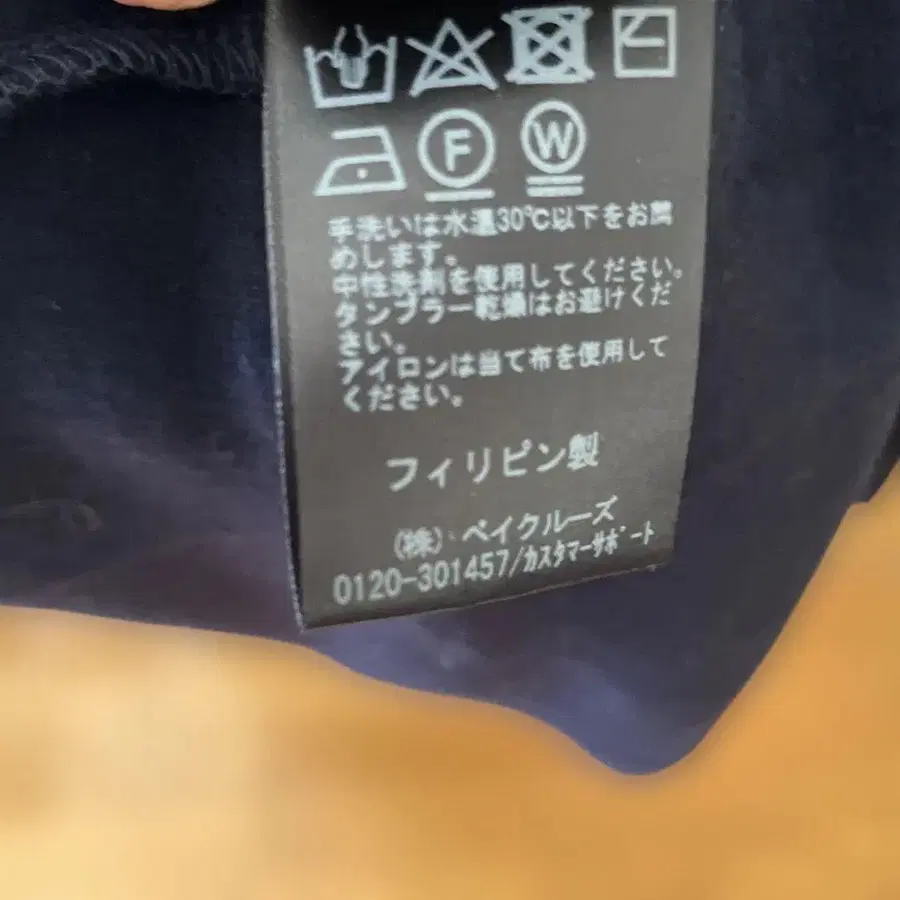 F W
手洗いは水温30℃以下をお薦
めします。
中性洗剤を使用してください。
タンブラー乾燥はお避けくだ
さい。
アイロンは当て布を使用して
ください。
フィリピン製
(株)ベイクルーズ
0120-301457/カスタマーサポート